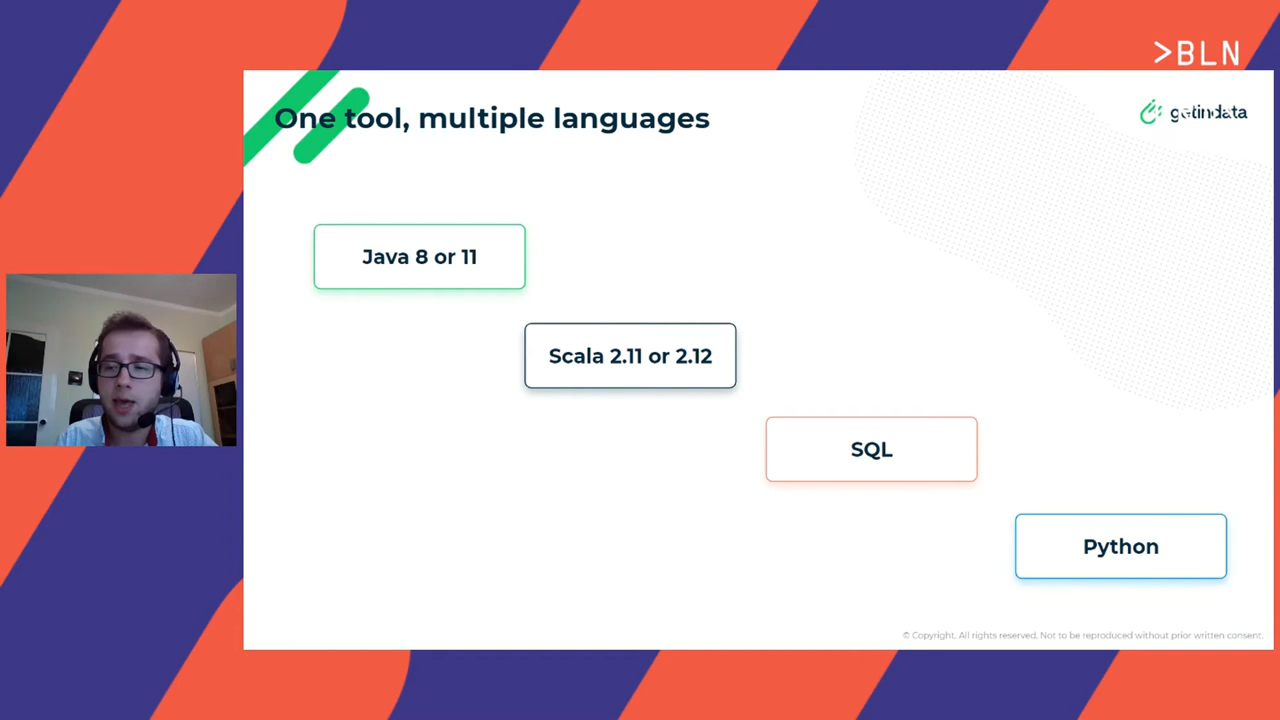 >BLN
One tool, multiple languages
getindata
Java 8 or 11
Scala 2.11 or 2.12
SQL
Python
© Copyright. All rights reserved. Not to be reproduced without prior written consent.